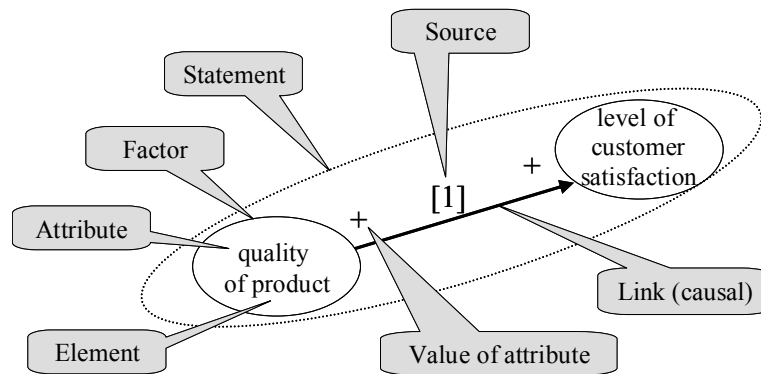 Source
Statement
Factor
Attribute
Element
level of
customer
satisfaction
+
[1]
+
quality
of product
Link (causal)
Value of attribute